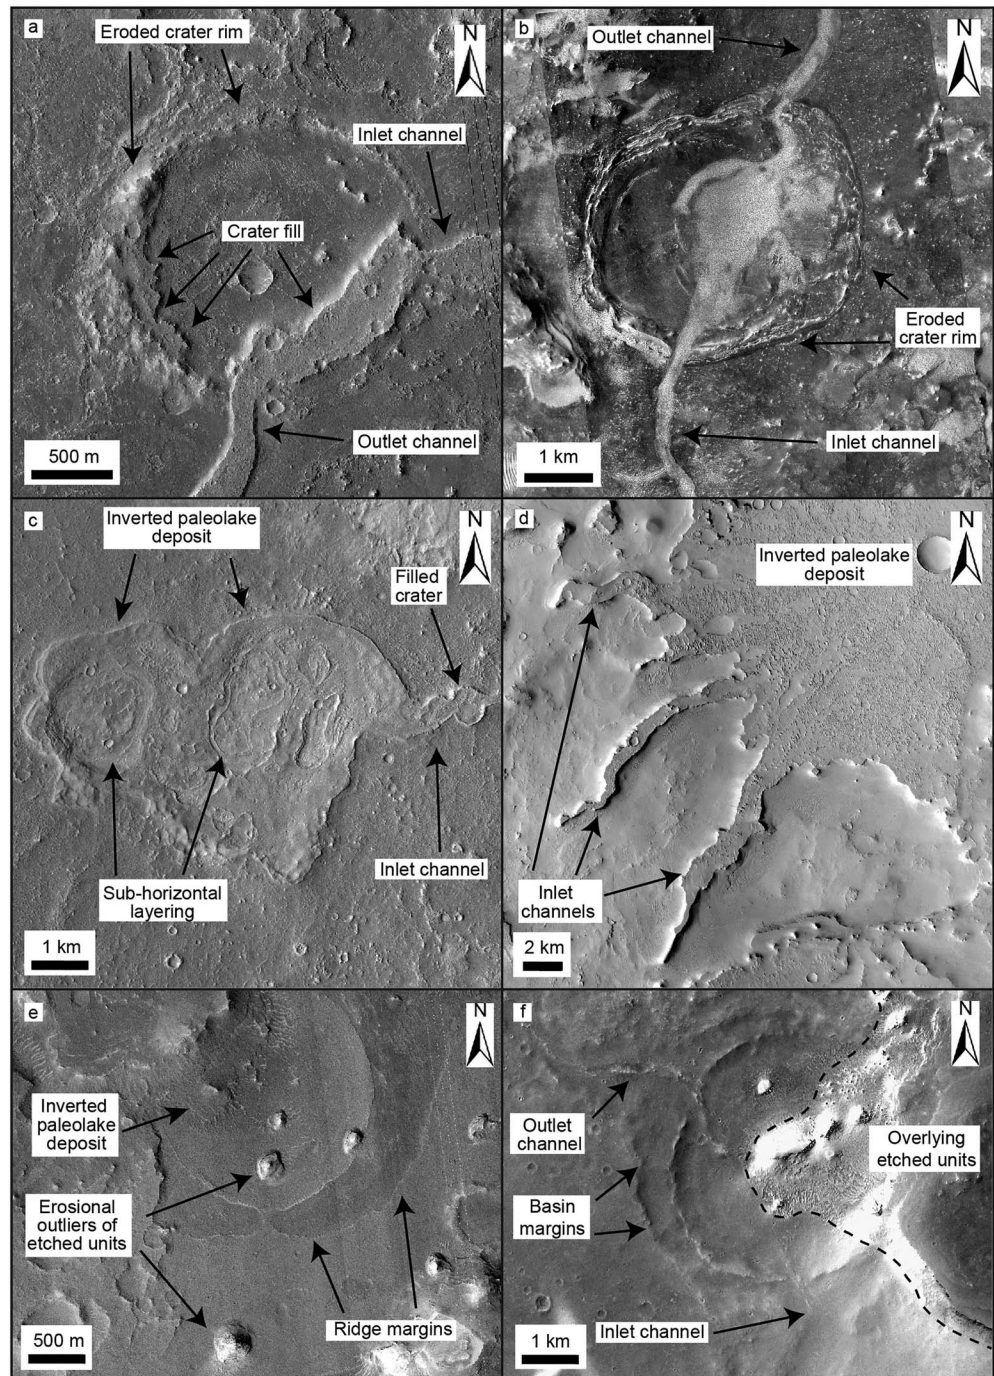 a
Eroded crater rim
N
Inlet channel
Crater fill
Outlet channel
500 m
b
Outlet channel
N
Eroded
crater rim
Inlet channel
1 km
c
Inverted paleolake
deposit
N
Filled
crater
Inlet channel
Sub-horizontal
layering
1 km
d
N
Inverted paleolake
deposit
Inlet
channels
2 km
e
N
Inverted
paleolake
deposit
Erosional
outliers of
etched units
Ridge margins
500 m
f
N
Outlet
channel
Overlying
etched units
Basin
margins
Inlet channel
1 km